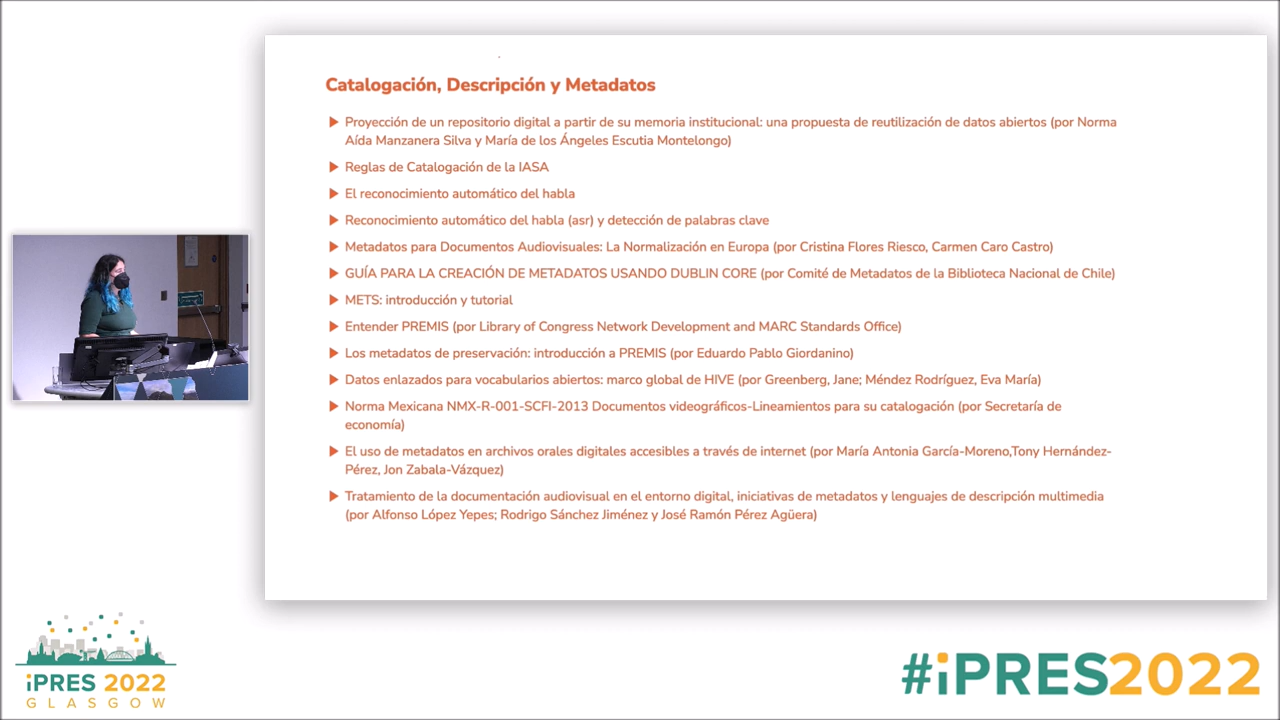 Catalogación, Descripción y Metadatos
Proyección de un repositorio digital a partir de su memoria institucional: una propuesta de reutilización de datos abiertos (por Norma
Aída Manzanera Silva y María de los Ángeles Escutia Montelongo)
Reglas de Catalogación de la IASA
El reconocimiento automático del habla
Reconocimiento automático del habla (asr) y detección de palabras clave
Metadatos para Documentos Audiovisuales: La Normalización en Europa (por Cristina Flores Riesco, Carmen Caro Castro)
GUÍA PARA LA CREACIÓN DE METADATOS USANDO DUBLIN CORE (por Comité de Metadatos de la Biblioteca Nacional de Chile)
METS: introducción y tutorial
Entender PREMIS (por Library of Congress Network Development and MARC Standards Office)
Los metadatos de preservación: introducción a PREMIS (por Eduardo Pablo Giordanino)
Datos enlazados para vocabularios abiertos: marco global de HIVE (por Greenberg, Jane; Méndez Rodríguez, Eva María)
Norma Mexicana NMX-R-001-SCFI-2013 Documentos videográficos-Lineamientos para su catalogación (por Secretaría de
economía)
El uso de metadatos en archivos orales digitales accesibles a través de internet (por María Antonia García-Moreno,Tony Hernández-
Pérez, Jon Zabala-Vázquez)
Tratamiento de la documentación audiovisual en el entorno digital, iniciativas de metadatos y lenguajes de descripción multimedia
(por Alfonso López Yepes; Rodrigo Sánchez Jiménez y José Ramón Pérez Agüera)
iPRES 2022
GLASGOW
#iPRES2022